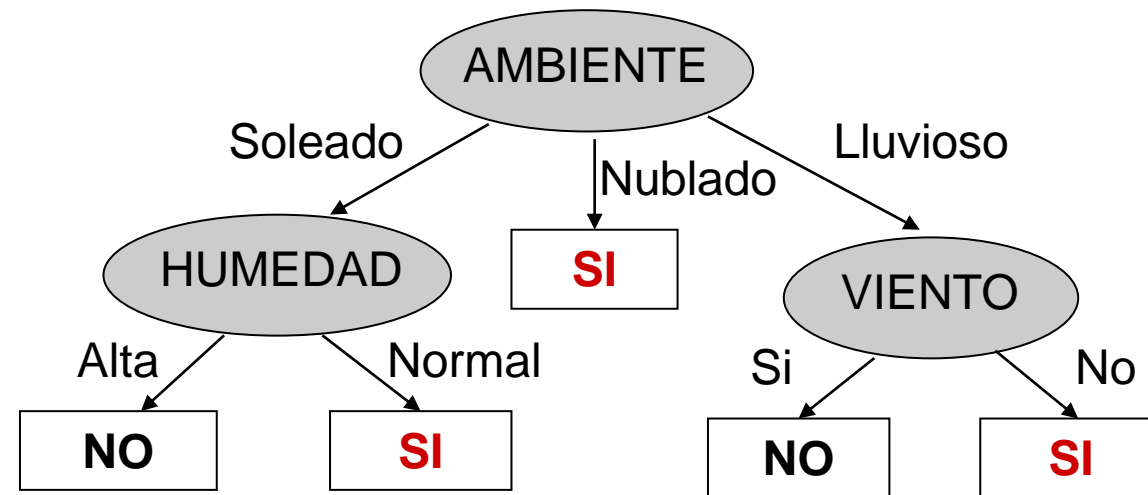 AMBIENTE
Soleado
Nublado
Lluvioso
HUMEDAD
SI
VIENTO
Alta
Normal
Si
No
NO
SI
NO
SI